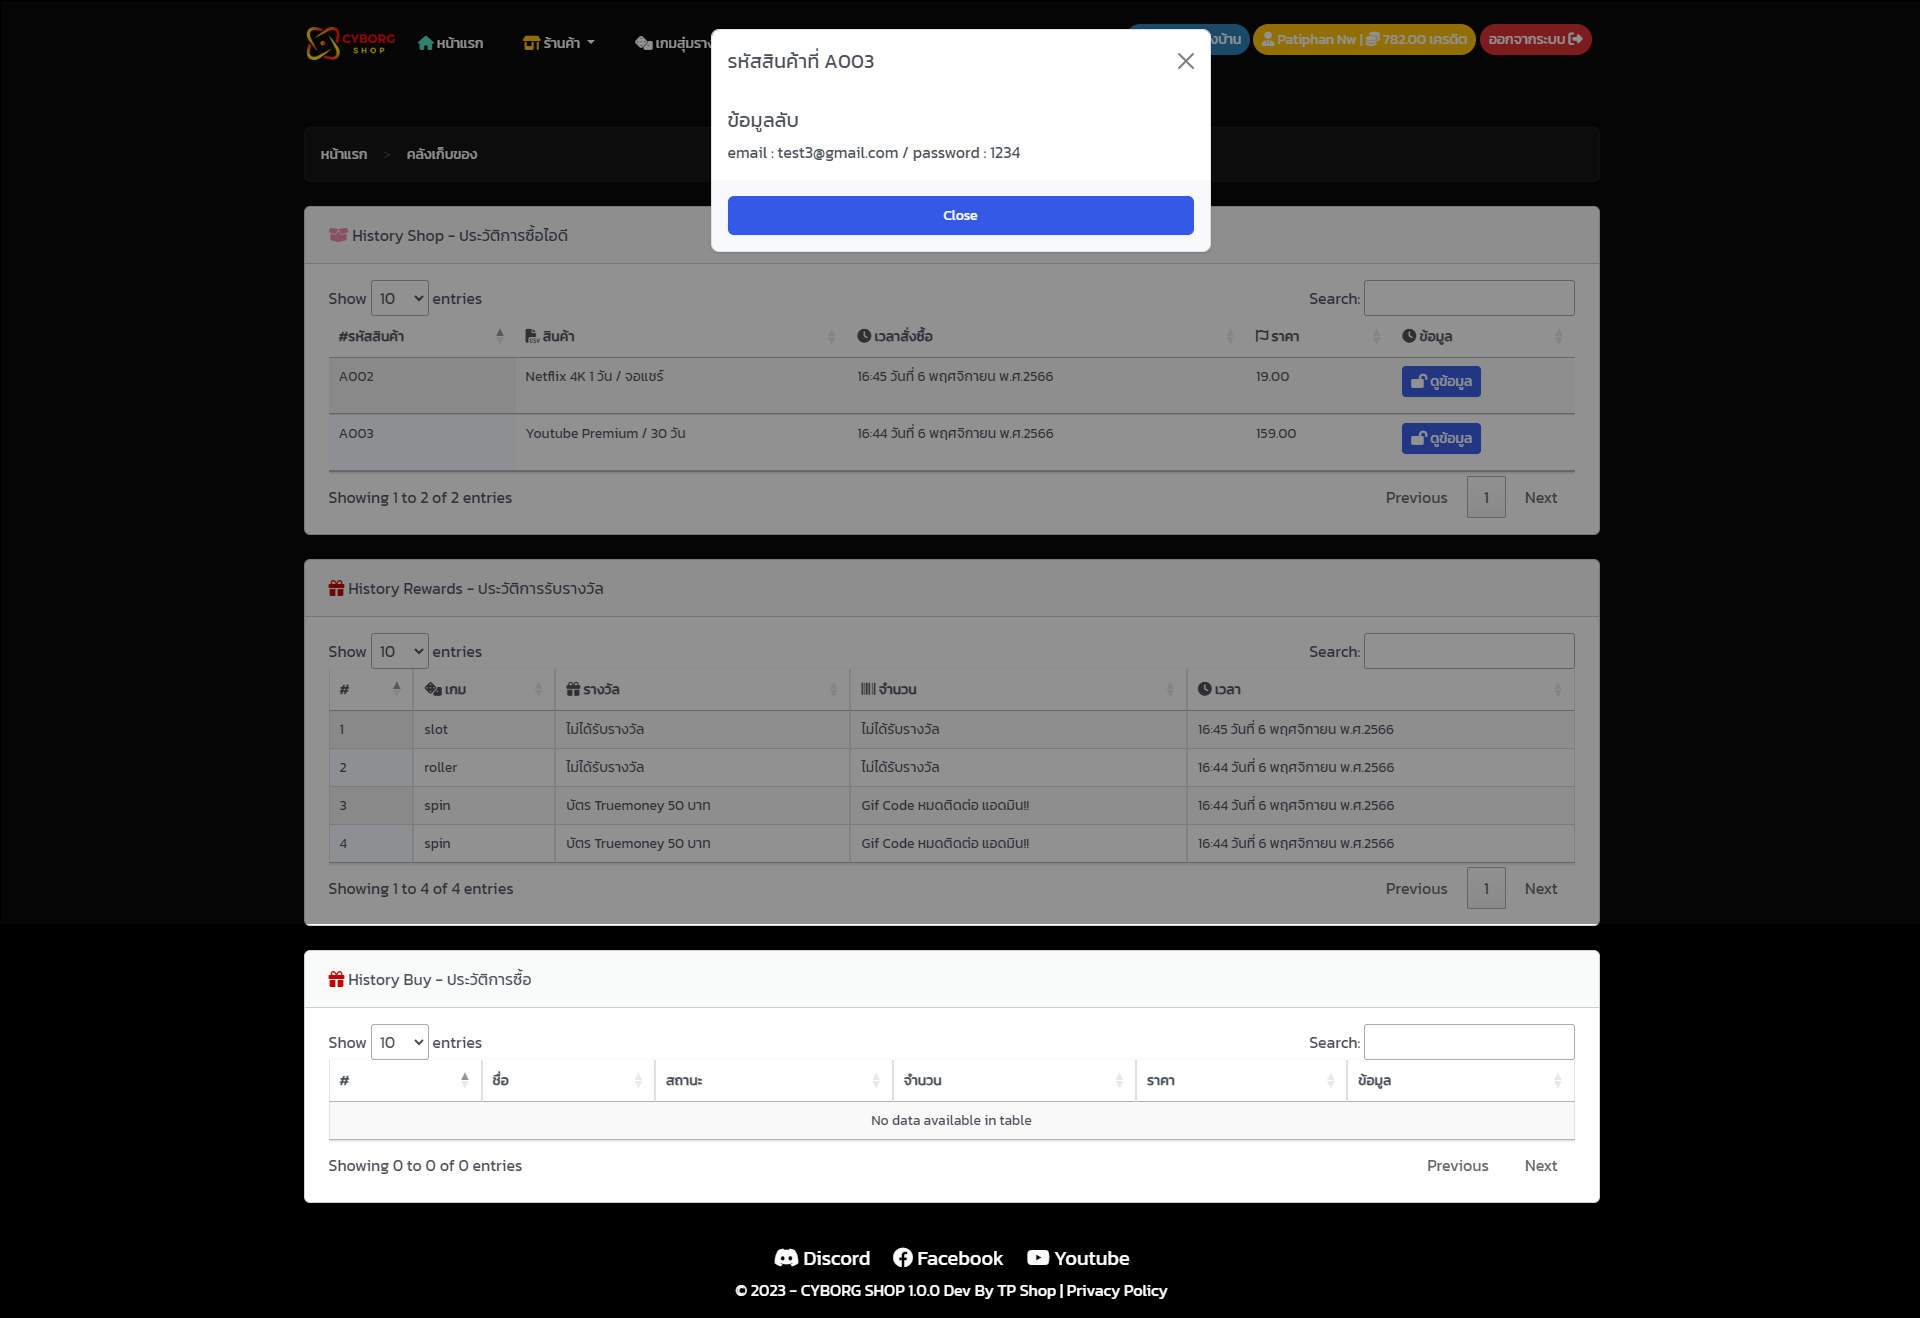 CYBORG
SHOP
หน้าแรก
ร้านค้า
เกมสุ่มราง
งบ้าน
Patiphan Nw | 782.00 เครดิต
ออกจากระบบ
รหัสสินค้าที่ A003
ข้อมูลลับ
email : test3@gmail.com / password : 1234
Close
หน้าแรก > คลังเก็บของ
History Shop - ประวัติการซื้อไอดี
Show 10 entries
Search:
#รหัสสินค้า สินค้า เวลาสั่งซื้อ ราคา ข้อมูล
A002 Netflix 4K 1 วัน / จอแชร์ 16:45 วันที่ 6 พฤศจิกายน พ.ศ.2566 19.00 ดูข้อมูล
A003 Youtube Premium / 30 วัน 16:44 วันที่ 6 พฤศจิกายน พ.ศ.2566 159.00 ดูข้อมูล
Showing 1 to 2 of 2 entries
Previous 1 Next
History Rewards - ประวัติการรับรางวัล
Show 10 entries
Search:
# เกม รางวัล จำนวน เวลา
1 slot ไม่ได้รับรางวัล ไม่ได้รับรางวัล 16:45 วันที่ 6 พฤศจิกายน พ.ศ.2566
2 roller ไม่ได้รับรางวัล ไม่ได้รับรางวัล 16:44 วันที่ 6 พฤศจิกายน พ.ศ.2566
3 spin บัตร Truemoney 50 บาท Gif Code หมดติดต่อ แอดมิน!! 16:44 วันที่ 6 พฤศจิกายน พ.ศ.2566
4 spin บัตร Truemoney 50 บาท Gif Code หมดติดต่อ แอดมิน!! 16:44 วันที่ 6 พฤศจิกายน พ.ศ.2566
Showing 1 to 4 of 4 entries
Previous 1 Next
History Buy - ประวัติการซื้อ
Show 10 entries
Search:
# ชื่อ สถานะ จำนวน ราคา ข้อมูล
No data available in table
Showing 0 to 0 of 0 entries
Previous Next
Discord Facebook Youtube
© 2023 - CYBORG SHOP 1.0.0 Dev By TP Shop | Privacy Policy